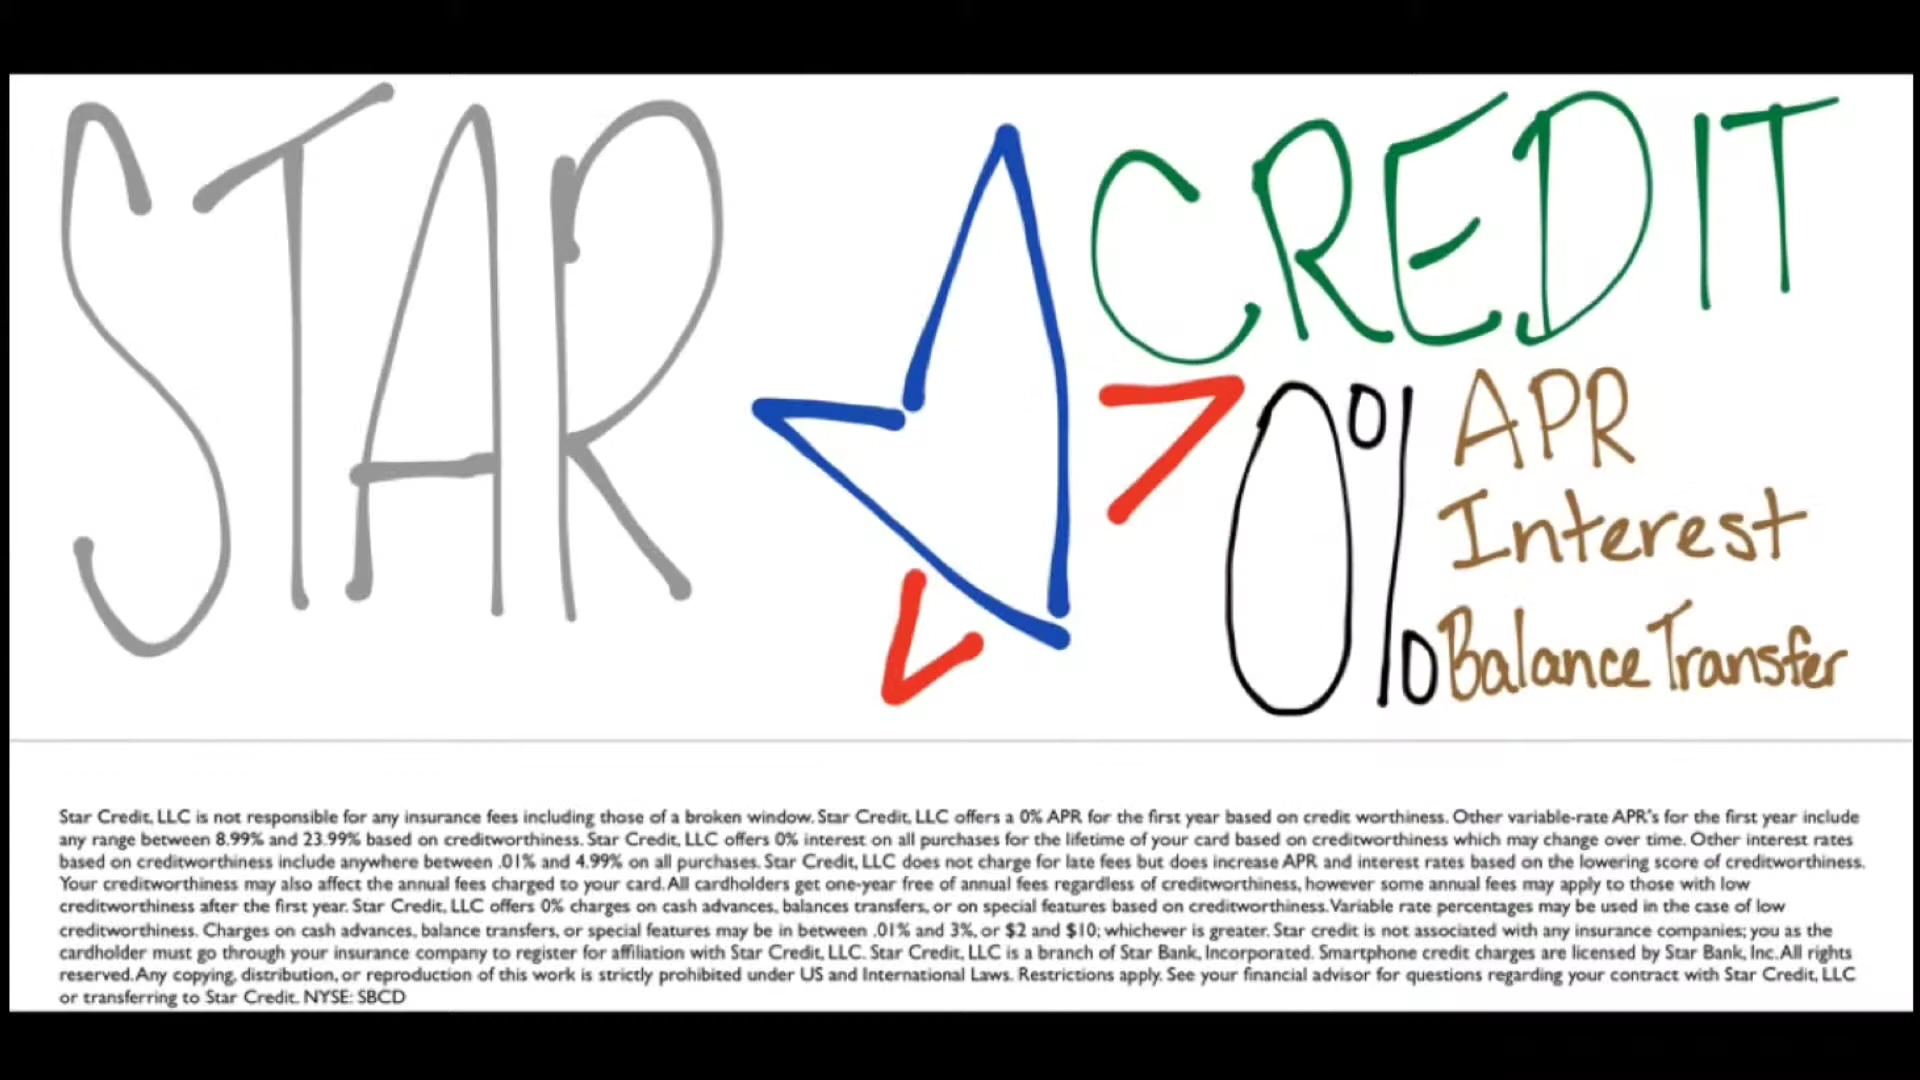 STAR CREDIT
0% APR
Interest
Balance Transfer
Star Credit, LLC is not responsible for any insurance fees including those of a broken window. Star Credit, LLC offers a 0% APR for the first year based on credit worthiness. Other variable-rate APR's for the first year include
any range between 8.99% and 23.99% based on creditworthiness. Star Credit, LLC offers 0% interest on all purchases for the lifetime of your card based on creditworthiness which may change over time. Other interest rates
based on creditworthiness include anywhere between .01% and 4.99% on all purchases. Star Credit, LLC does not charge for late fees but does increase APR and interest rates based on the lowering score of creditworthiness.
Your creditworthiness may also affect the annual fees charged to your card. All cardholders get one-year free of annual fees regardless of creditworthiness, however some annual fees may apply to those with low
creditworthiness after the first year. Star Credit, LLC offers 0% charges on cash advances, balances transfers, or on special features based on creditworthiness. Variable rate percentages may be used in the case of low
creditworthiness. Charges on cash advances, balance transfers, or special features may be in between .01% and 3%, or $2 and $10; whichever is greater. Star credit is not associated with any insurance companies; you as the
cardholder must go through your insurance company to register for affiliation with Star Credit, LLC. Star Credit, LLC is a branch of Star Bank, Incorporated. Smartphone credit charges are licensed by Star Bank, Inc. All rights
reserved. Any copying, distribution, or reproduction of this work is strictly prohibited under US and International Laws. Restrictions apply. See your financial advisor for questions regarding your contract with Star Credit, LLC
or transferring to Star Credit. NYSE: SBCD